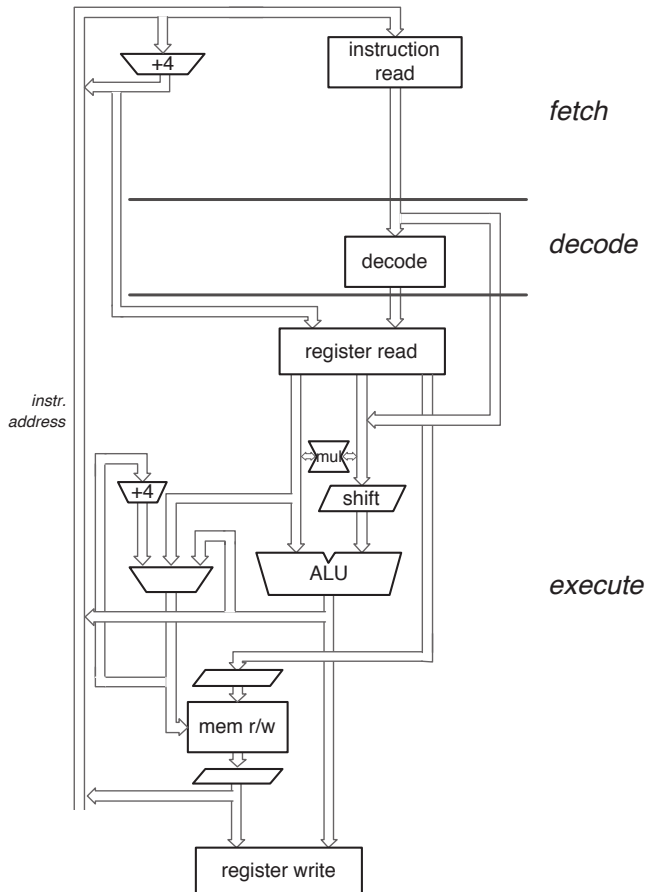 +4
instruction
read
fetch
decode
decode
register read
instr.
address
mul
+4
shift
ALU
execute
mem r/w
register write